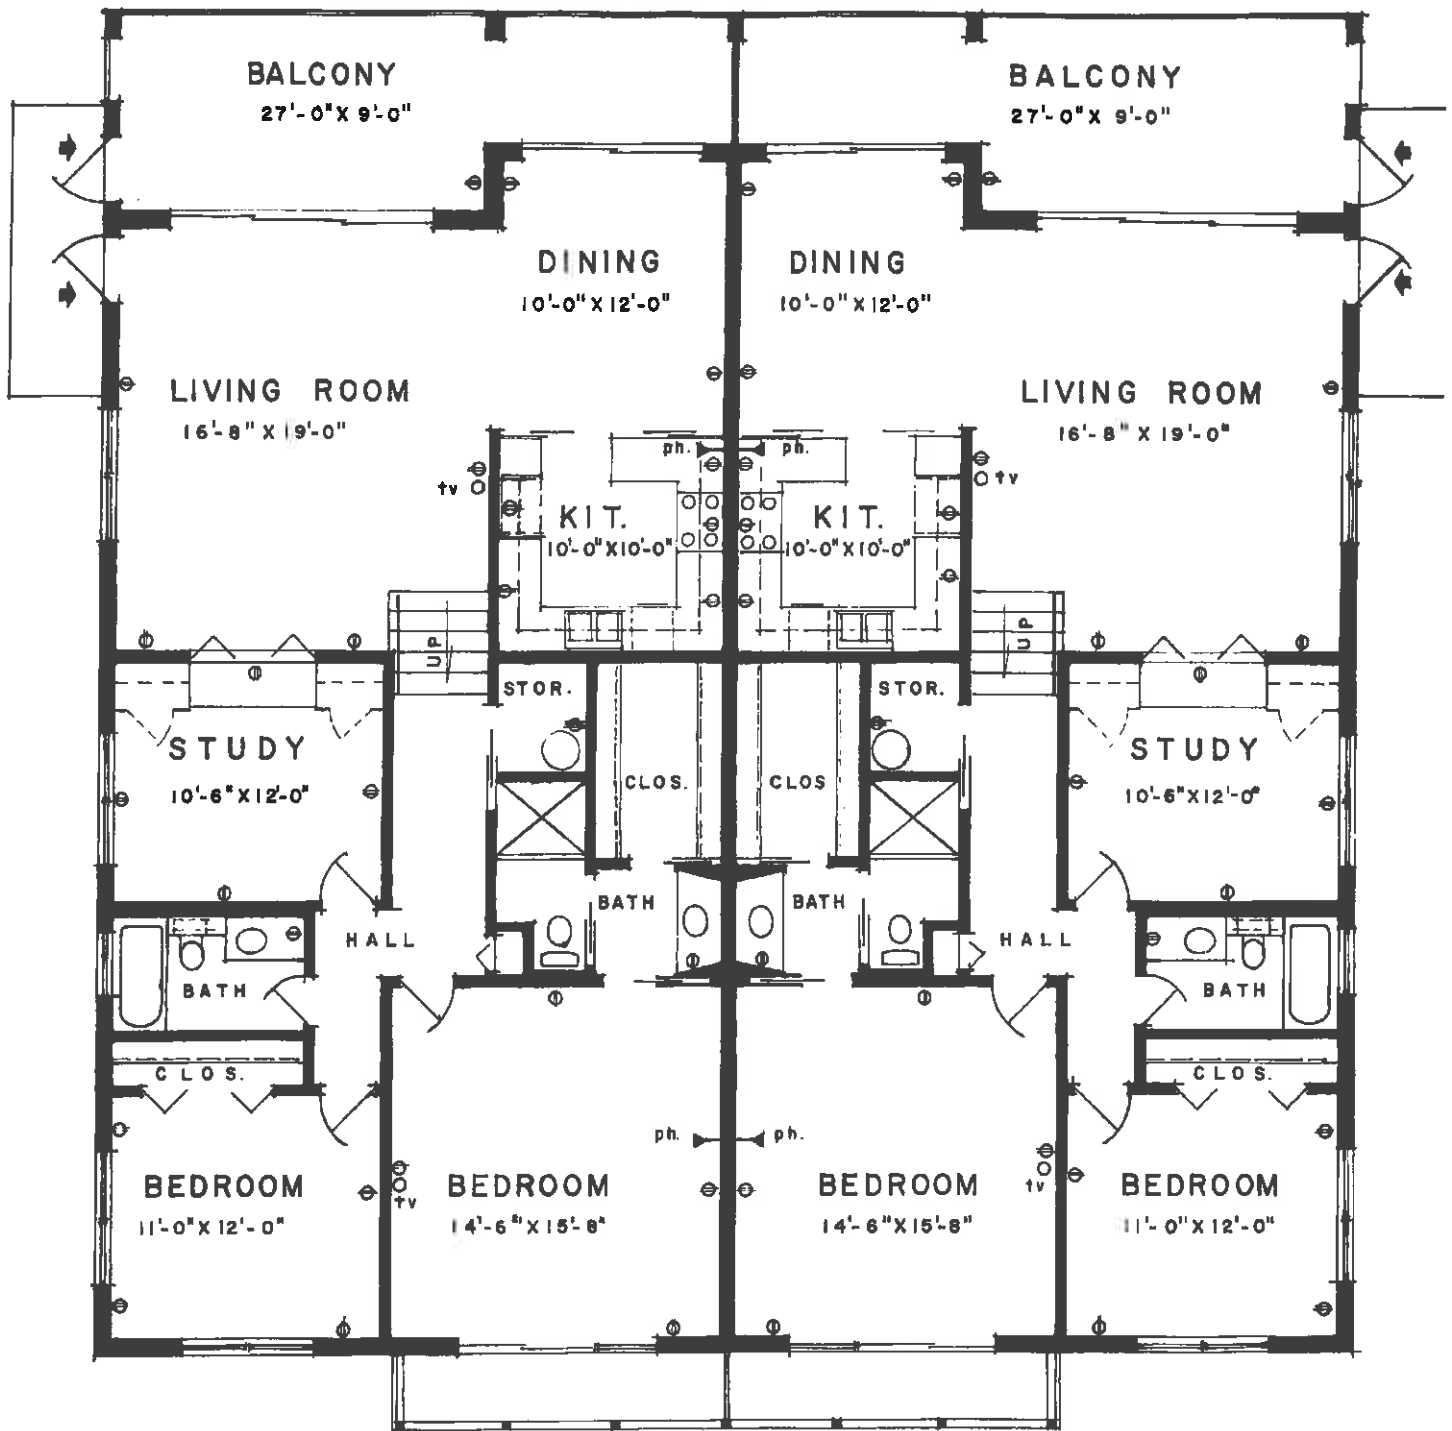 BALCONY
27'-0" X 9'-0"
BALCONY
27'-0" X 9'-0"
DINING
10'-0" X 12'-0"
DINING
10'-0" X 12'-0"
LIVING ROOM
16'-8" X 19'-0"
LIVING ROOM
16'-8" X 19'-0"
ph.
ph.
tv
tv
KIT.
10'-0" X 10'-0"
KIT.
10'-0" X 10'-0"
UP
UP
STOR.
STOR.
STUDY
10'-6" X 12'-0"
CLOS.
CLOS
STUDY
10'-6" X 12'-0"
BATH
BATH
HALL
HALL
BATH
BATH
CLOS.
CLOS.
ph.
ph.
BEDROOM
11'-0" X 12'-0"
tv
BEDROOM
14'-6" X 15'-8"
BEDROOM
14'-6" X 15'-8"
tv
BEDROOM
11'-0" X 12'-0"